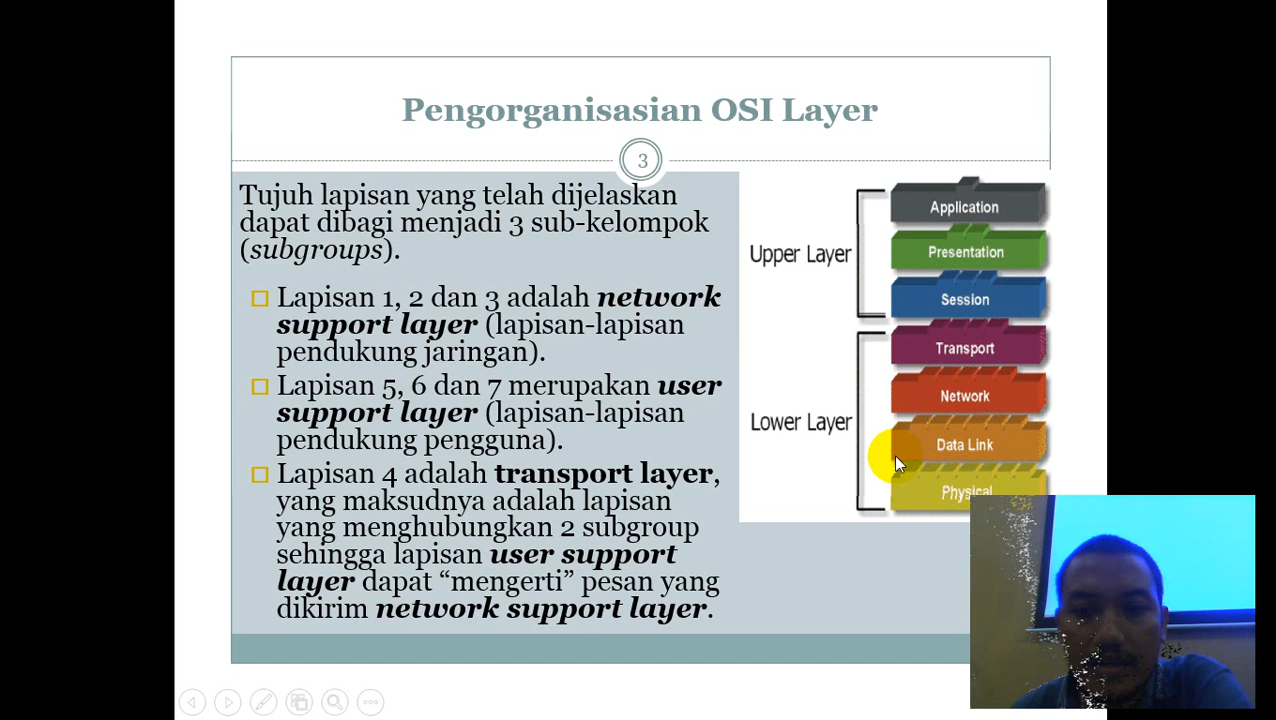 Pengorganisasian OSI Layer
3
Tujuh lapisan yang telah dijelaskan
dapat dibagi menjadi 3 sub-kelompok
(subgroups).
Lapisan 1, 2 dan 3 adalah network
support layer (lapisan-lapisan
pendukung jaringan).
Lapisan 5, 6 dan 7 merupakan user
support layer (lapisan-lapisan
pendukung pengguna).
Lapisan 4 adalah transport layer,
yang maksudnya adalah lapisan
yang menghubungkan 2 subgroup
sehingga lapisan user support
layer dapat “mengerti” pesan yang
dikirim network support layer.
Upper Layer
Application
Presentation
Session
Lower Layer
Transport
Network
Data Link
Physical